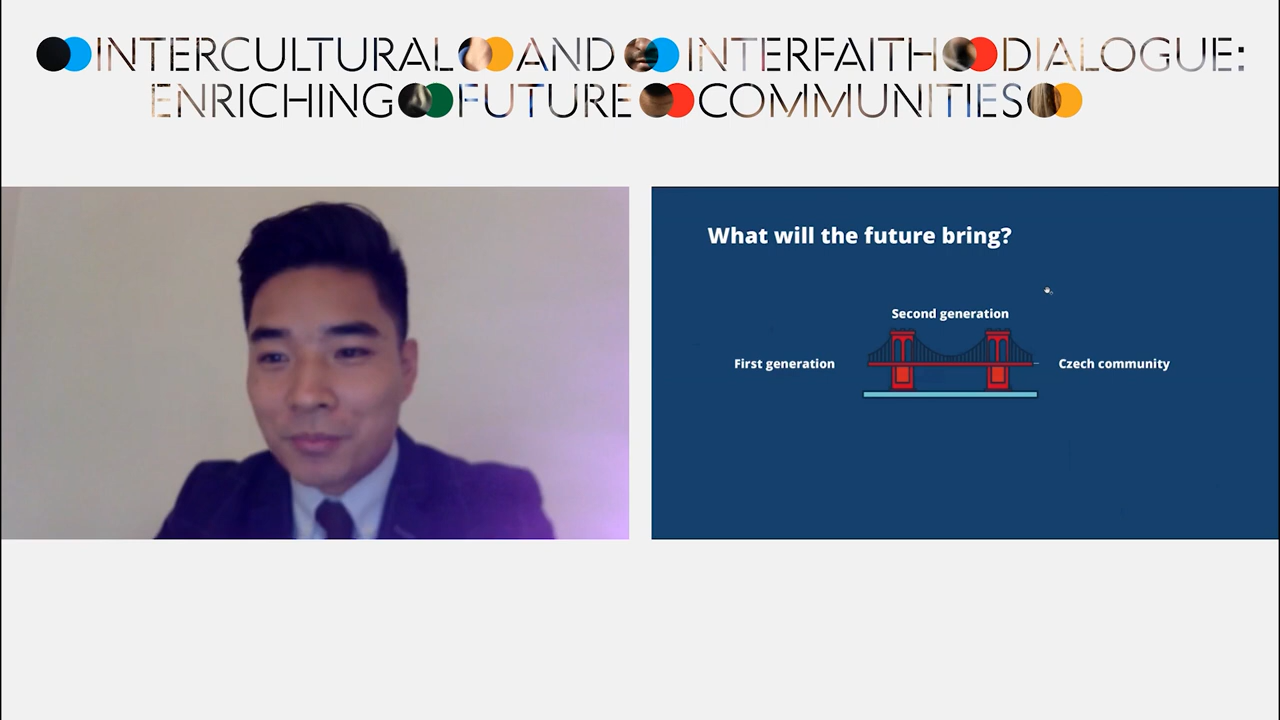 INTERCULTURAL AND INTERFAITH DIALOGUE:
ENRICHING FUTURE COMMUNITIES
What will the future bring?
Second generation
First generation
Czech community